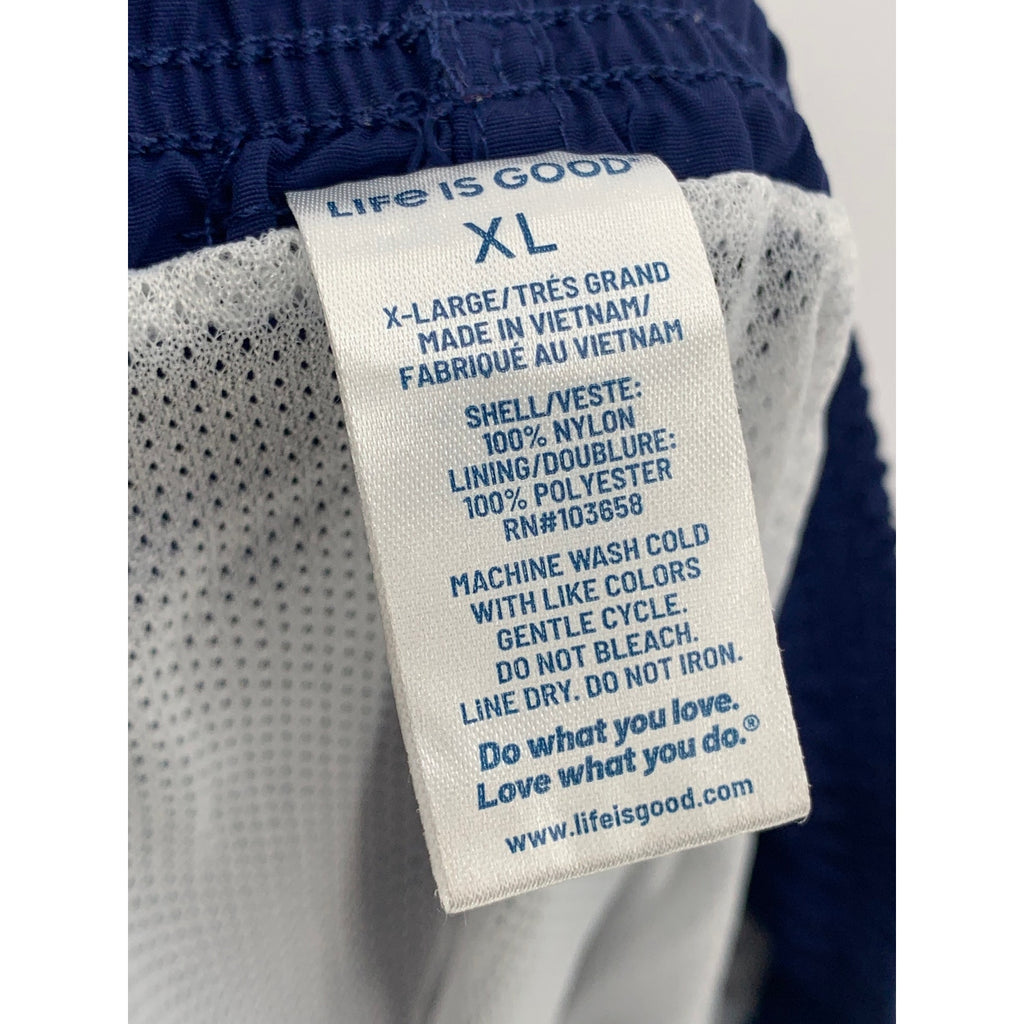 LIFe IS GOOD®
XL
X-LARGE/TRÉS GRAND
MADE IN VIETNAM/
FABRIQUÉ AU VIETNAM
SHELL/VESTE:
100% NYLON
LINING/DOUBLURE:
100% POLYESTER
RN#103658
MACHINE WASH COLD
WITH LIKE COLORS
GENTLE CYCLE.
DO NOT BLEACH.
LINE DRY. DO NOT IRON.
Do what you love.
Love what you do.®
www.lifeisgood.com